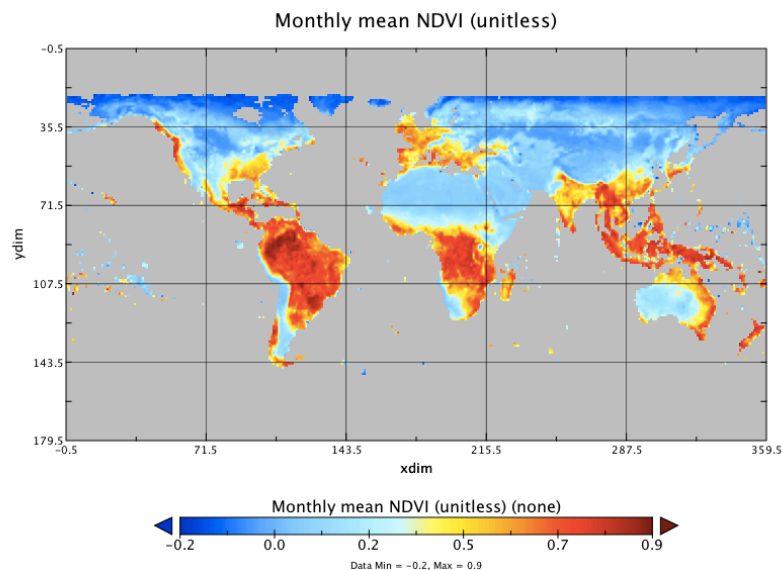 Monthly mean NDVI (unitless)
-0.5
35.5
71.5
107.5
143.5
179.5
ydim
-0.5 71.5 143.5 215.5 287.5 359.5
xdim
Monthly mean NDVI (unitless) (none)
-0.2 0.0 0.2 0.5 0.7 0.9
Data Min = -0.2, Max = 0.9